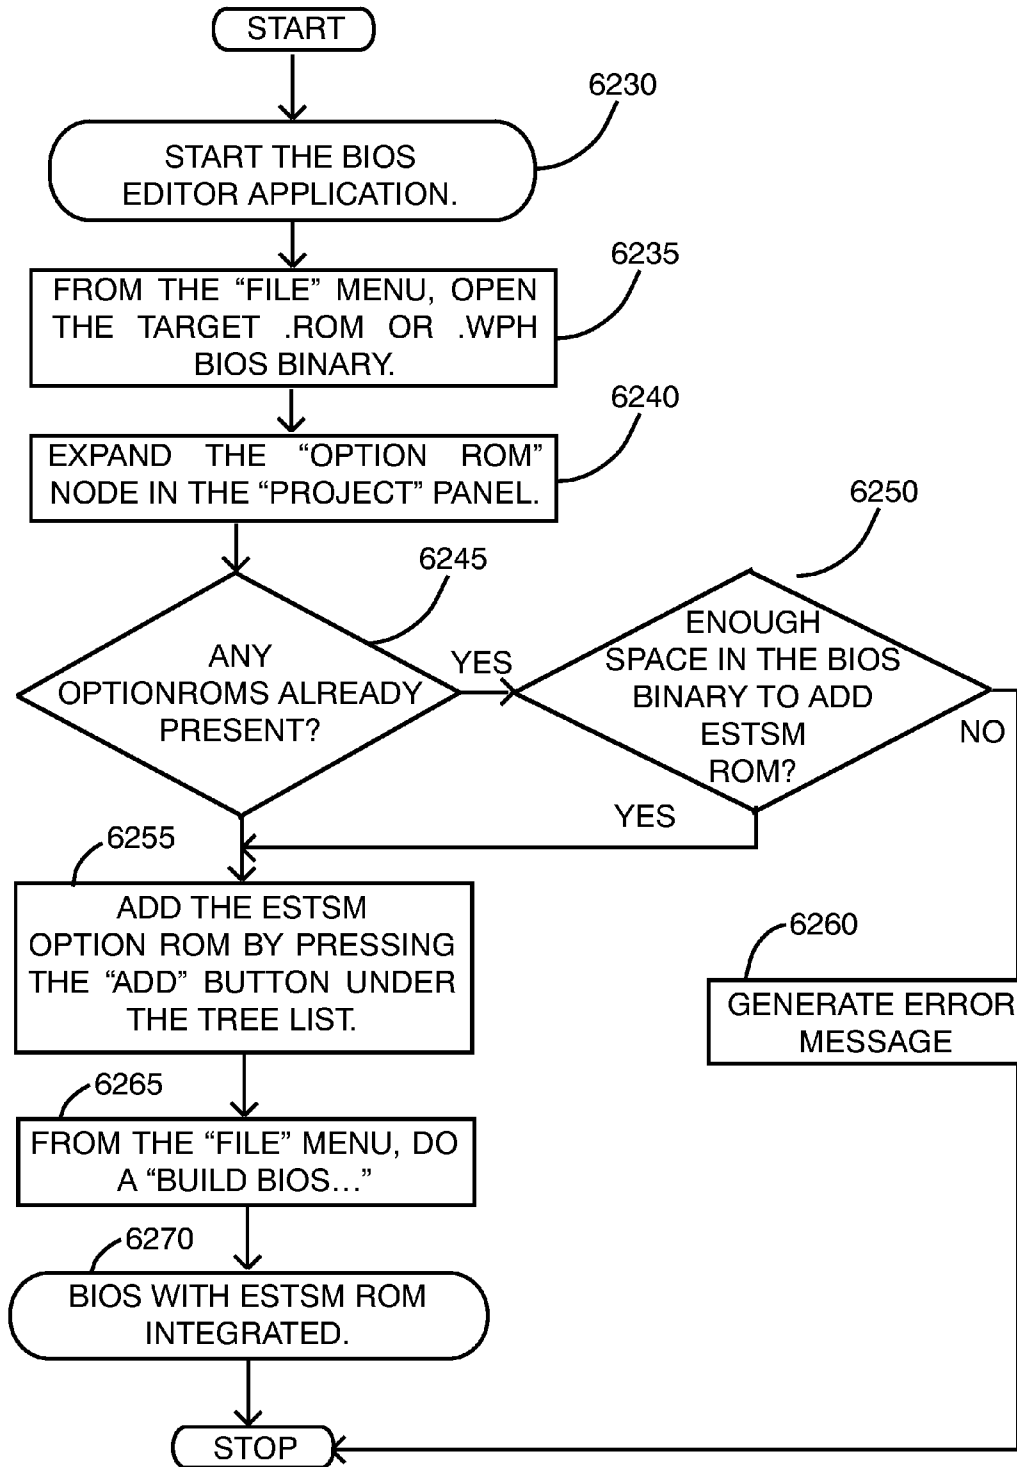 START
6230
START THE BIOS
EDITOR APPLICATION.
6235
FROM THE “FILE” MENU, OPEN
THE TARGET .ROM OR .WPH
BIOS BINARY.
6240
EXPAND THE “OPTION ROM”
NODE IN THE “PROJECT” PANEL.
6250
6245
ENOUGH
SPACE IN THE BIOS
BINARY TO ADD
ESTSM
ROM?
ANY
OPTIONROMS ALREADY
PRESENT?
YES
NO
YES
6255
ADD THE ESTSM
OPTION ROM BY PRESSING
THE “ADD” BUTTON UNDER
THE TREE LIST.
6260
GENERATE ERROR
MESSAGE
6265
FROM THE “FILE” MENU, DO
A “BUILD BIOS...”
6270
BIOS WITH ESTSM ROM
INTEGRATED.
STOP